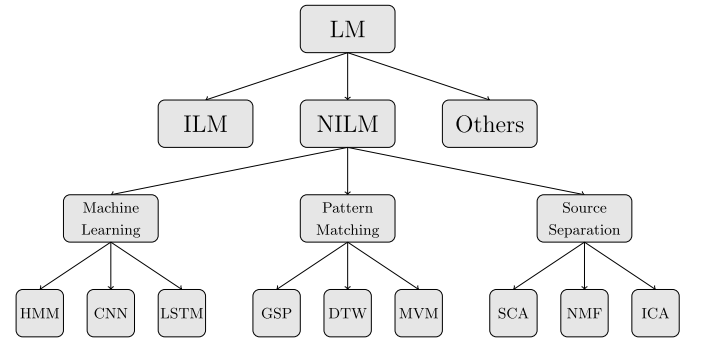 LM
ILM
NILM
Others
Machine
Learning
Pattern
Matching
Source
Separation
HMM
CNN
LSTM
GSP
DTW
MVM
SCA
NMF
ICA